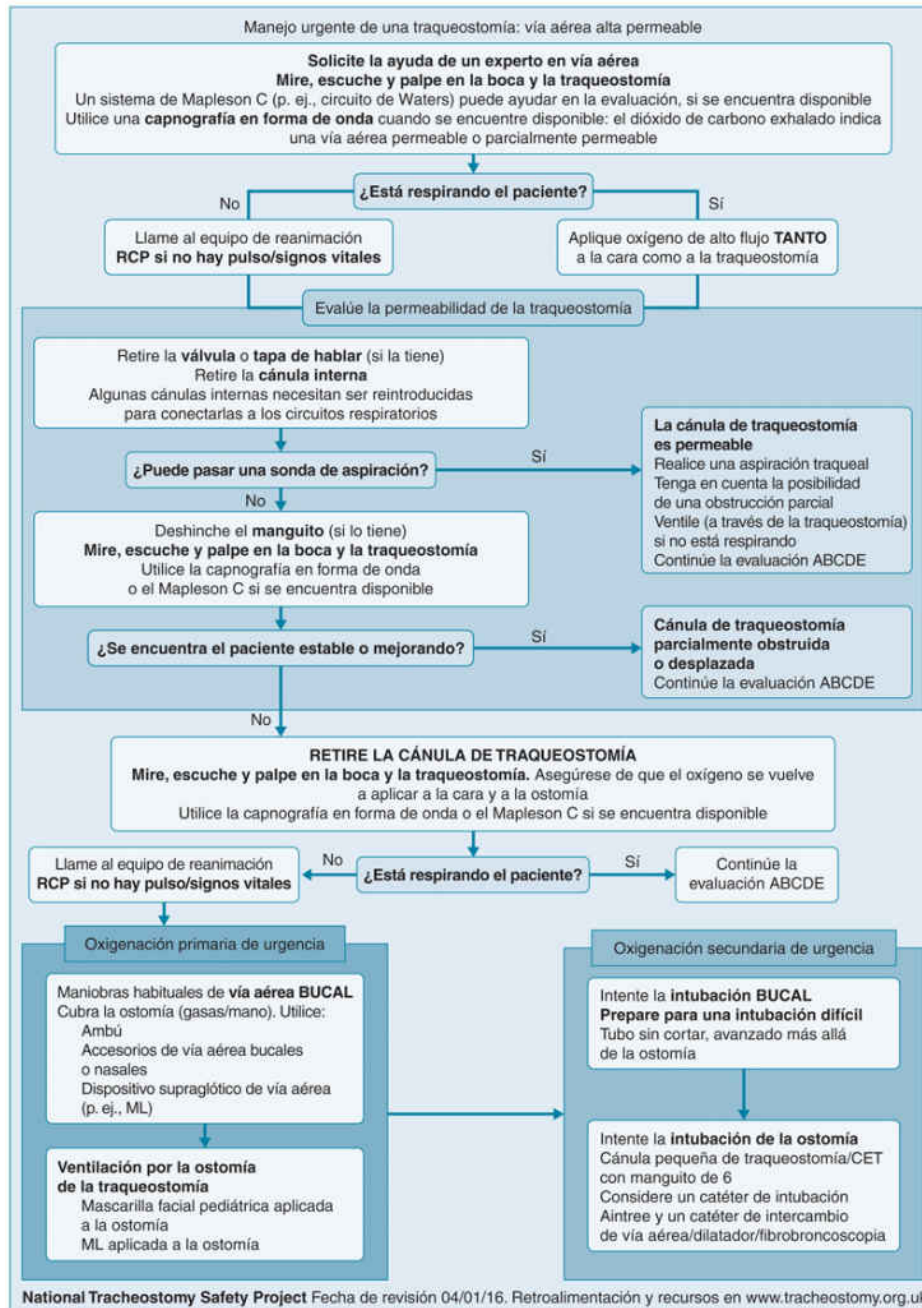 Manejo urgente de una traqueostomía: vía aérea alta permeable
Solicite la ayuda de un experto en vía aérea
Mire, escuche y palpe en la boca y la traqueostomía
Un sistema de Mapleson C (p. ej., circuito de Waters) puede ayudar en la evaluación, si se encuentra disponible
Utilice una capnografía en forma de onda cuando se encuentre disponible: el dióxido de carbono exhalado indica
una vía aérea permeable o parcialmente permeable
¿Está respirando el paciente?
No
Sí
Llame al equipo de reanimación
RCP si no hay pulso/signos vitales
Aplique oxígeno de alto flujo TANTO
a la cara como a la traqueostomía
Evalúe la permeabilidad de la traqueostomía
Retire la válvula o tapa de hablar (si la tiene)
Retire la cánula interna
Algunas cánulas internas necesitan ser reintroducidas
para conectarlas a los circuitos respiratorios
¿Puede pasar una sonda de aspiración?
Sí
La cánula de traqueostomía
es permeable
Realice una aspiración traqueal
Tenga en cuenta la posibilidad
de una obstrucción parcial
Ventile (a través de la traqueostomía)
si no está respirando
Continúe la evaluación ABCDE
No
Deshinche el manguito (si lo tiene)
Mire, escuche y palpe en la boca y la traqueostomía
Utilice la capnografía en forma de onda
o el Mapleson C si se encuentra disponible
¿Se encuentra el paciente estable o mejorando?
Sí
Cánula de traqueostomía
parcialmente obstruida
o desplazada
Continúe la evaluación ABCDE
No
RETIRE LA CÁNULA DE TRAQUEOSTOMÍA
Mire, escuche y palpe en la boca y la traqueostomía. Asegúrese de que el oxígeno se vuelve
a aplicar a la cara y a la ostomía
Utilice la capnografía en forma de onda o el Mapleson C si se encuentra disponible
¿Está respirando el paciente?
No
Sí
Llame al equipo de reanimación
RCP si no hay pulso/signos vitales
Continúe la
evaluación ABCDE
Oxigenación primaria de urgencia
Maniobras habituales de vía aérea BUCAL
Cubra la ostomía (gasas/mano). Utilice:
Ambú
Accesorios de vía aérea bucales
o nasales
Dispositivo supraglótico de vía aérea
(p. ej., ML)
Ventilación por la ostomía
de la traqueostomía
Mascarilla facial pediátrica aplicada
a la ostomía
ML aplicada a la ostomía
Oxigenación secundaria de urgencia
Intente la intubación BUCAL
Prepare para una intubación difícil
Tubo sin cortar, avanzado más allá
de la ostomía
Intente la intubación de la ostomía
Cánula pequeña de traqueostomía/CET
con manguito de 6
Considere un catéter de intubación
Aintree y un catéter de intercambio
de vía aérea/dilatador/fibrobroncoscopia
National Tracheostomy Safety Project Fecha de revisión 04/01/16. Retroalimentación y recursos en www.tracheostomy.org.uk